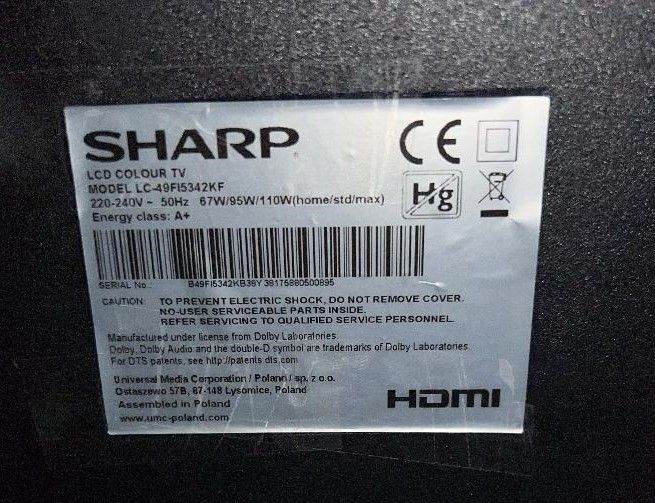 SHARP
LCD COLOUR TV
MODEL LC-49FI5342KF
220-240V ~ 50Hz 67W/95W/110W(home/std/max)
Energy class: A+
CE
Hg
SERIAL No.: B49FI5342KB38Y38175880500895
CAUTION: TO PREVENT ELECTRIC SHOCK, DO NOT REMOVE COVER.
NO-USER SERVICEABLE PARTS INSIDE.
REFER SERVICING TO QUALIFIED SERVICE PERSONNEL.
Manufactured under license from Dolby Laboratories.
Dolby, Dolby Audio and the double-D symbol are trademarks of Dolby Laboratories.
For DTS patents, see http://patents.dts.com
Universal Media Corporation / Poland / sp. z o.o.
Ostaszewo 57B, 87-148 Lysomice, Poland
Assembled in Poland
www.umc-poland.com
HDMI